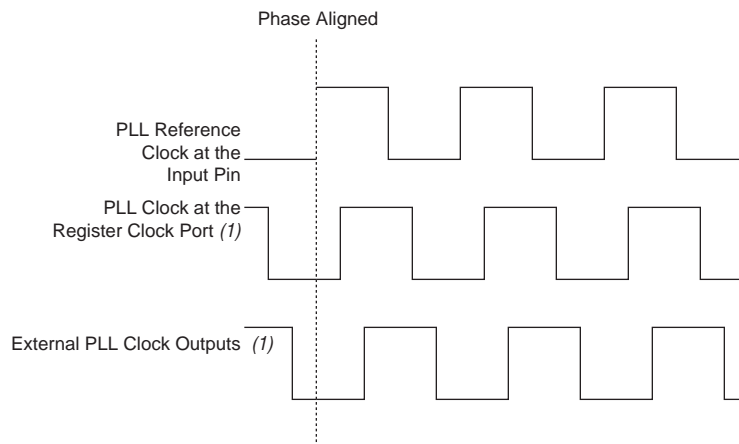 Phase Aligned
PLL Reference
Clock at the
Input Pin
PLL Clock at the
Register Clock Port (1)
External PLL Clock Outputs (1)